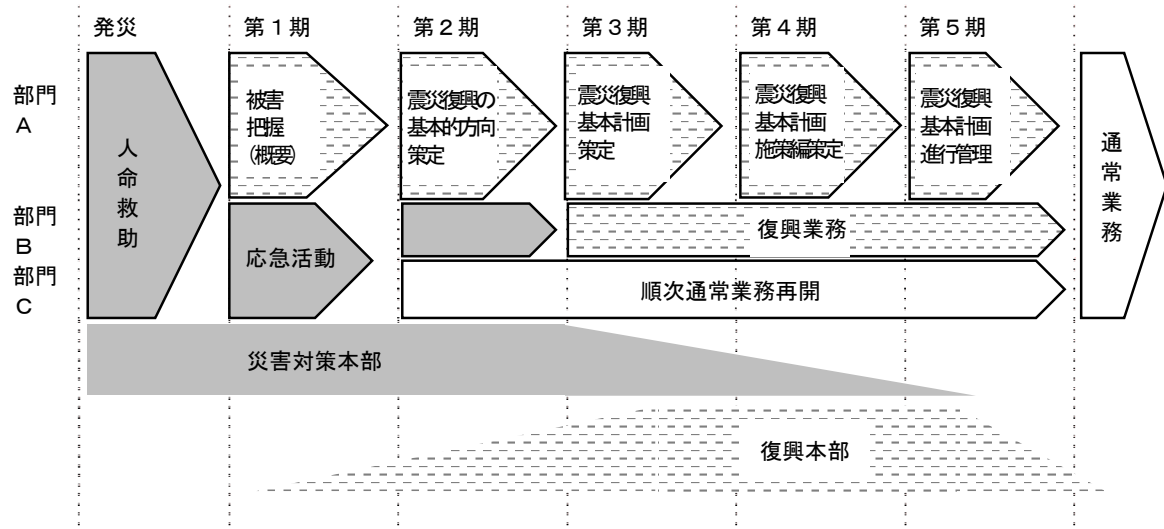 発災
第１期
第２期
第３期
第４期
第５期
部門
Ａ
部門
Ｂ
部門
Ｃ
人命救助
被害
把握
（概要）
震災復興の
基本的方向
策定
震災復興
基本計画
策定
震災復興
基本計画
施策編策定
震災復興
基本計画
進行管理
通常業務
応急活動
復興業務
順次通常業務再開
災害対策本部
復興本部